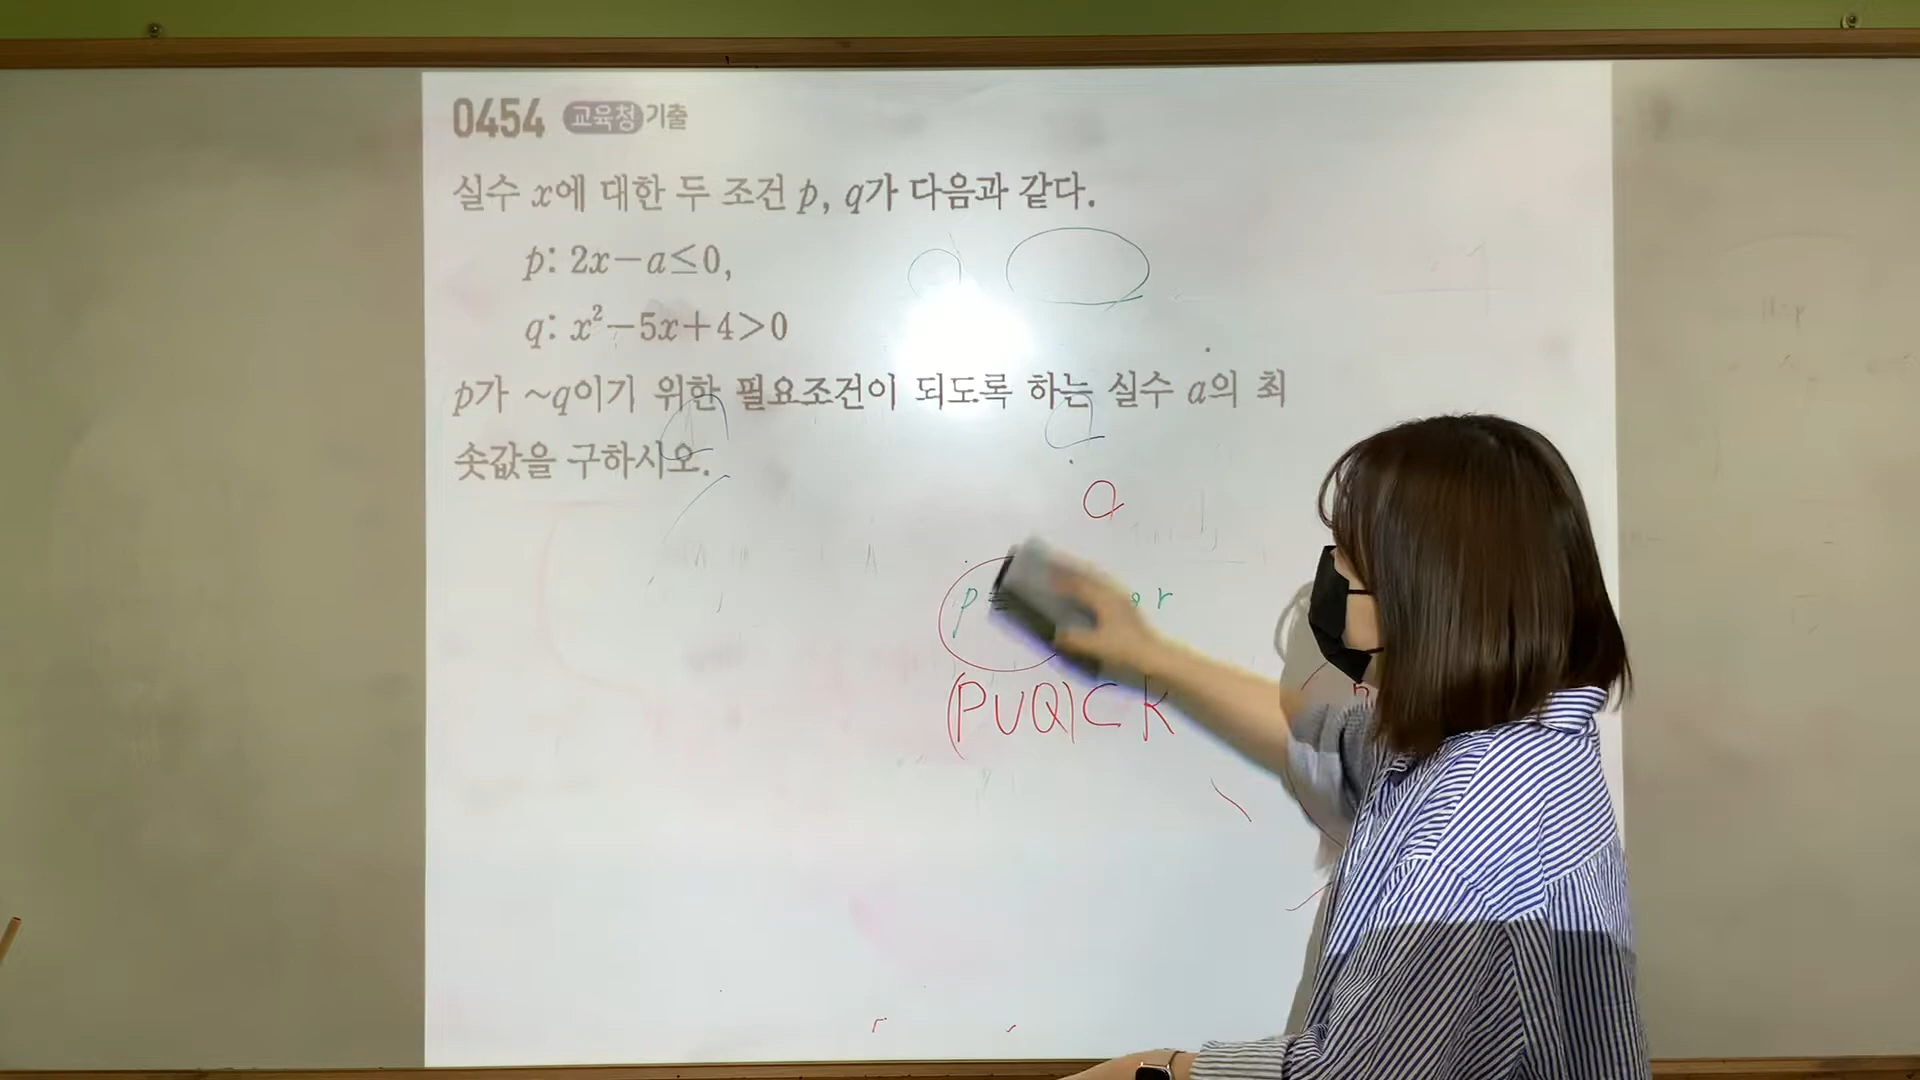 0454 교육청 기출
실수 x에 대한 두 조건 p, q가 다음과 같다.
p: 2x-a≤0,
q: x²-5x+4>0
p가 ~q이기 위한 필요조건이 되도록 하는 실수 a의 최
솟값을 구하시오.
a
p r
(P∪Q)⊂R